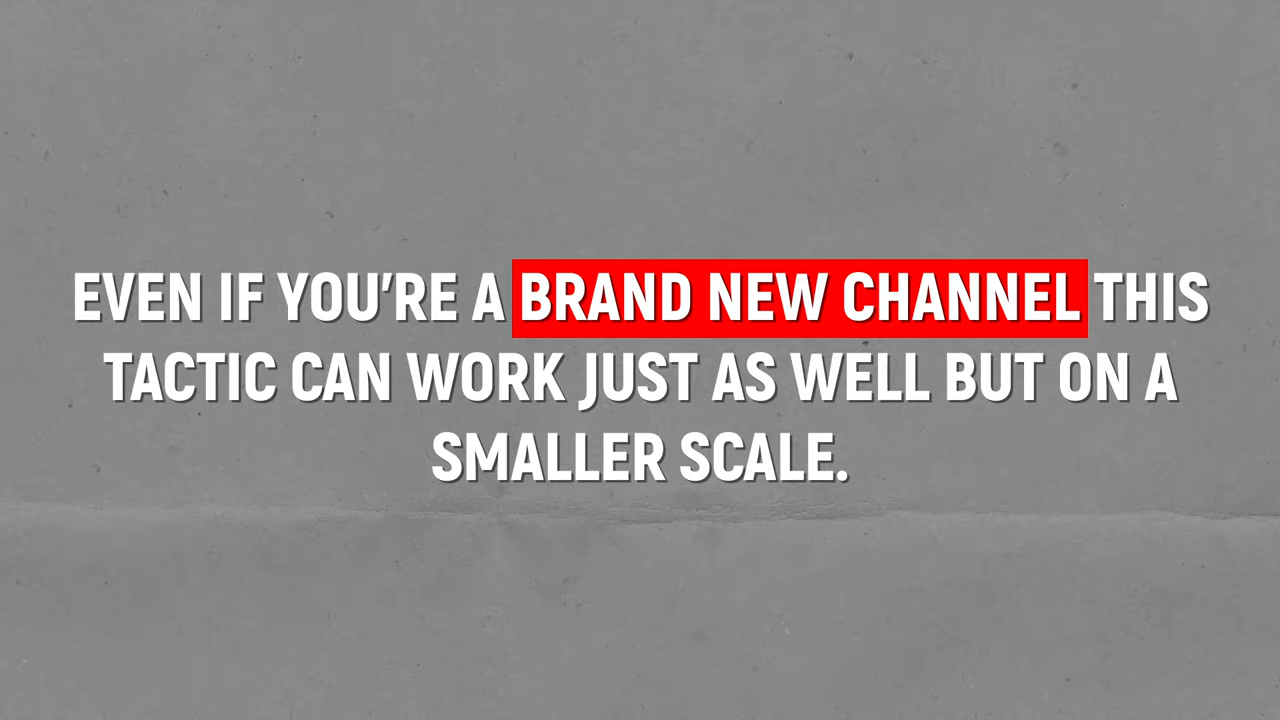 EVEN IF YOU'RE A BRAND NEW CHANNEL THIS
TACTIC CAN WORK JUST AS WELL BUT ON A
SMALLER SCALE.